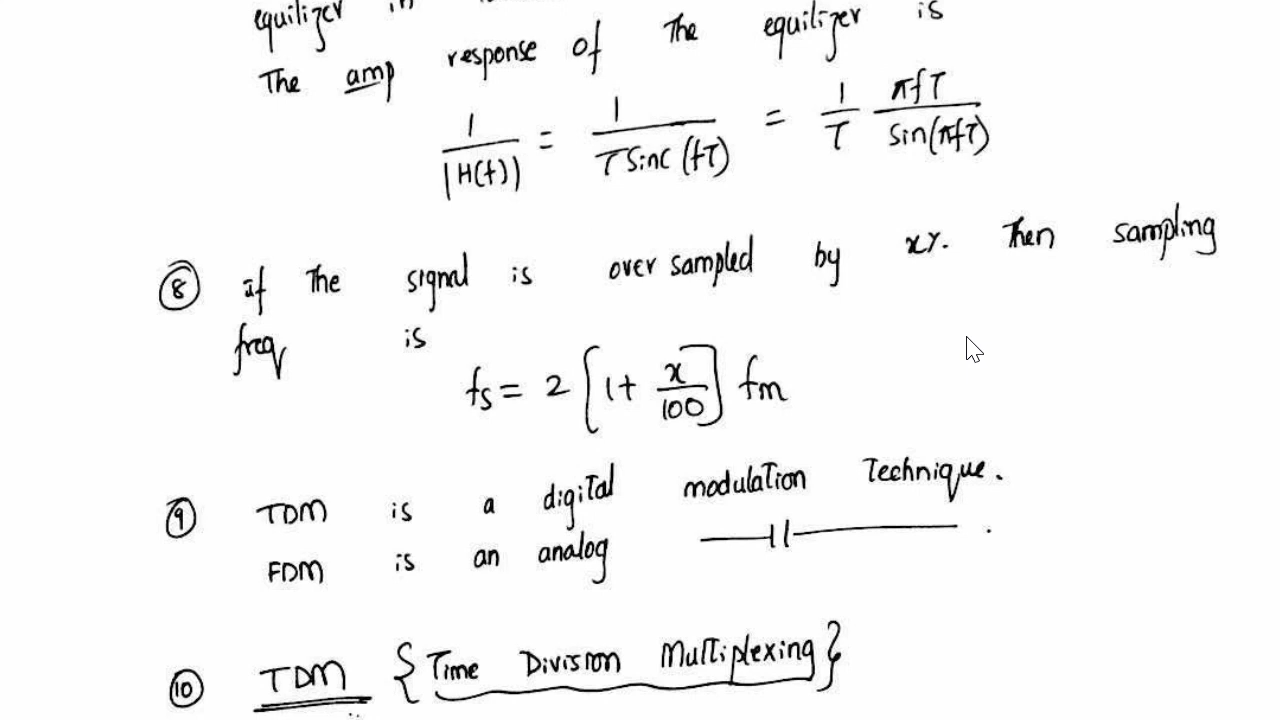 equilizer in
The amp response of the equilizer is
1/|H(f)| = 1/(T Sinc (fT)) = 1/T πfT/Sin(πfT)
⑧ if the signal is over sampled by x%. Then sampling
freq is
fs = 2 [1 + x/100] fm
⑨ TDM is a digital modulation Technique.
FDM is an analog —||— .
⑩ TDM {Time Division Multiplexing}